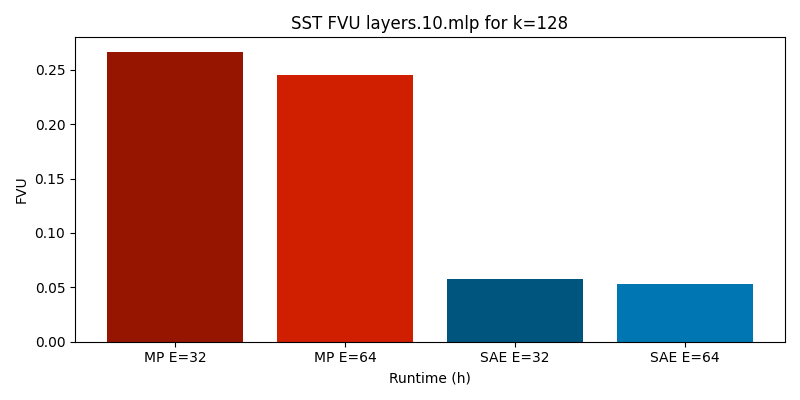 SST FVU layers.10.mlp for k=128
0.25
0.20
0.15
0.10
0.05
0.00
FVU
MP E=32 MP E=64 SAE E=32 SAE E=64
Runtime (h)